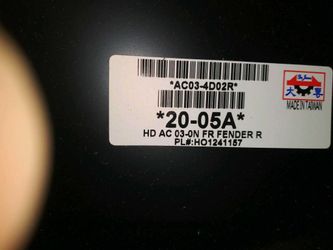 *AC03-4D02R*
MADE IN TAIWAN
*20-05A*
HD AC 03-0N FR FENDER R
PL#:HO1241157